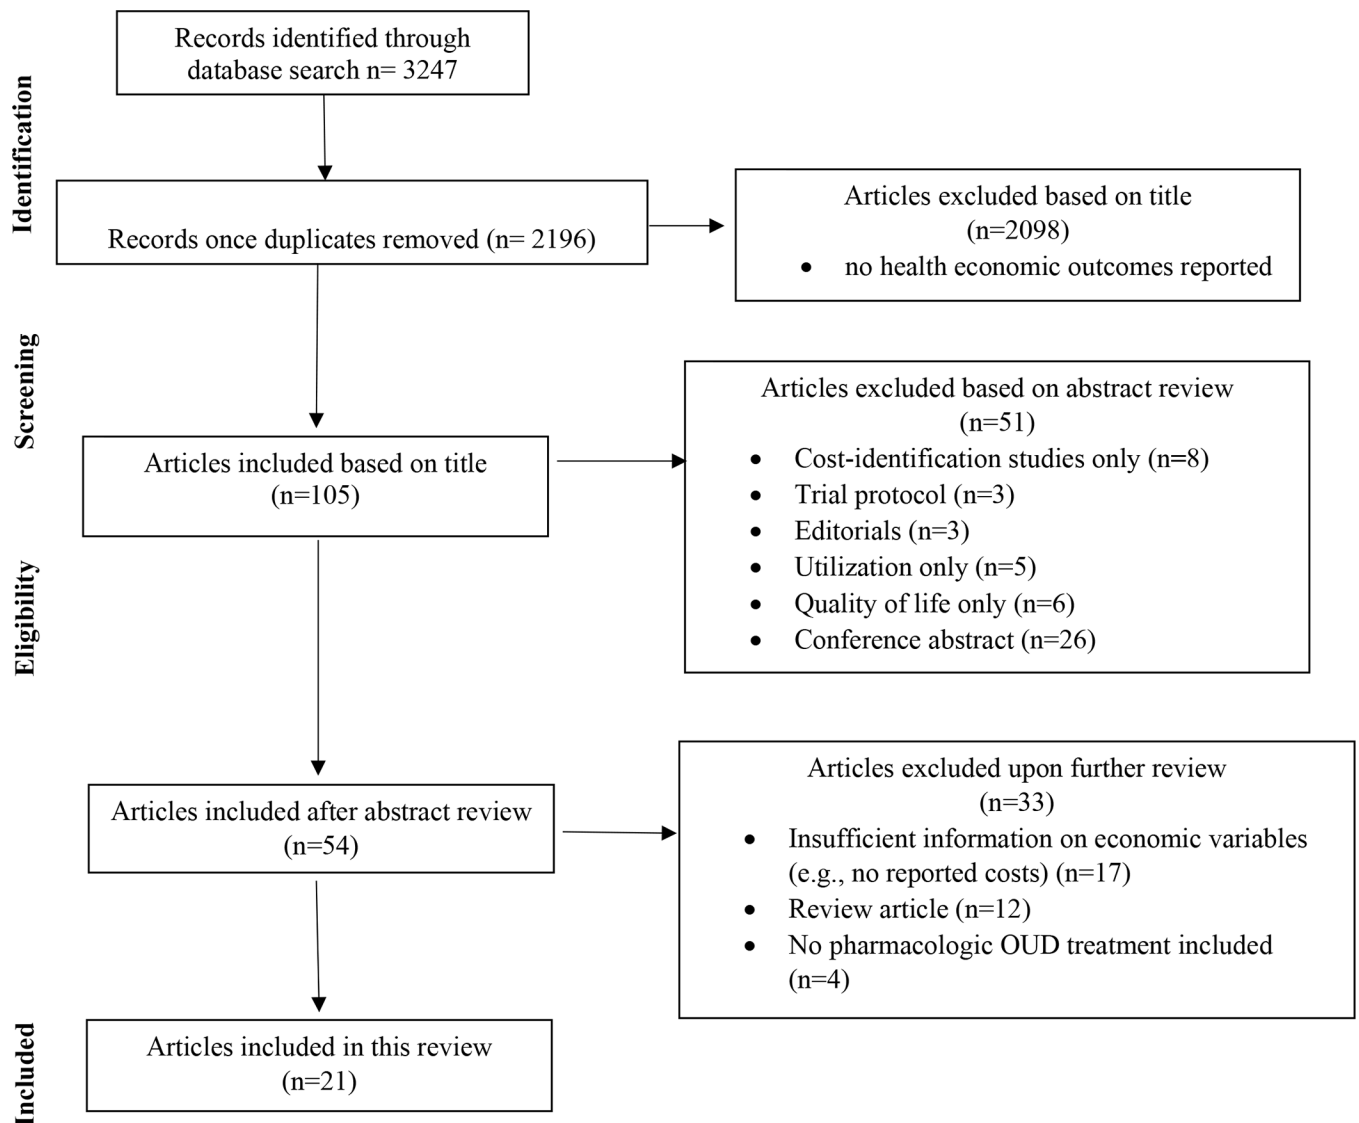 Identification
Records identified through
database search n= 3247
Records once duplicates removed (n= 2196)
Articles excluded based on title
(n=2098)
• no health economic outcomes reported
Screening
Articles included based on title
(n=105)
Articles excluded based on abstract review
(n=51)
• Cost-identification studies only (n=8)
• Trial protocol (n=3)
• Editorials (n=3)
• Utilization only (n=5)
• Quality of life only (n=6)
• Conference abstract (n=26)
Eligibility
Articles included after abstract review
(n=54)
Articles excluded upon further review
(n=33)
• Insufficient information on economic variables
(e.g., no reported costs) (n=17)
• Review article (n=12)
• No pharmacologic OUD treatment included
(n=4)
Included
Articles included in this review
(n=21)